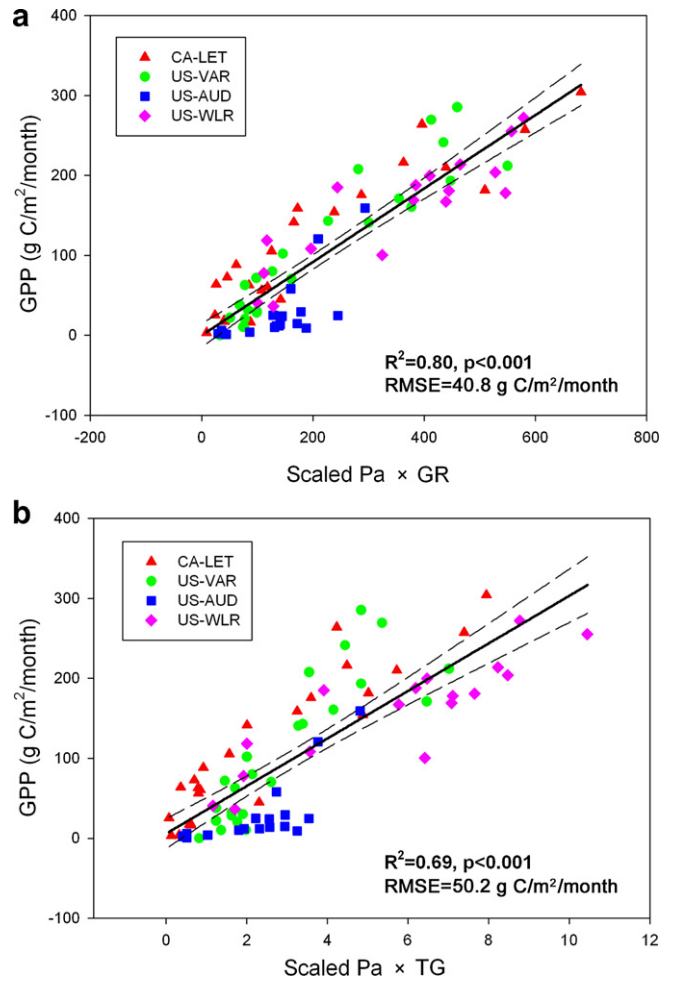 a
400
300
200
100
0
-100
GPP (g C/m²/month)
CA-LET
US-VAR
US-AUD
US-WLR
R²=0.80, p<0.001
RMSE=40.8 g C/m²/month
-200 0 200 400 600 800
Scaled Pa × GR
b
400
300
200
100
0
-100
GPP (g C/m²/month)
CA-LET
US-VAR
US-AUD
US-WLR
R²=0.69, p<0.001
RMSE=50.2 g C/m²/month
0 2 4 6 8 10 12
Scaled Pa × TG